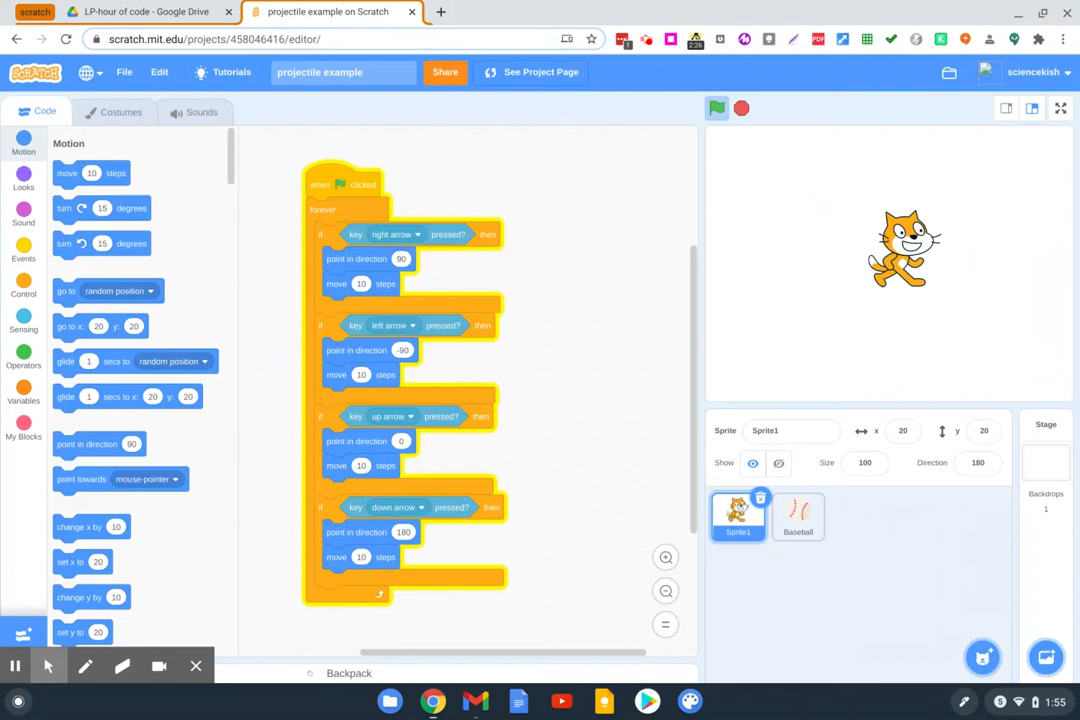 scratch
LP-hour of code - Google Drive
projectile example on Scratch
scratch.mit.edu/projects/458046416/editor/
1
2:26
PDF
K
SCRATCH
File
Edit
Tutorials
projectile example
Share
See Project Page
sciencekish
Code
Costumes
Sounds
Motion
Looks
Sound
Events
Control
Sensing
Operators
Variables
My Blocks
Motion
move 10 steps
turn 15 degrees
turn 15 degrees
go to random position
go to x: 20 y: 20
glide 1 secs to random position
glide 1 secs to x: 20 y: 20
point in direction 90
point towards mouse-pointer
change x by 10
set x to 20
change y by 10
set y to 20
when clicked
forever
if key right arrow pressed? then
point in direction 90
move 10 steps
if key left arrow pressed? then
point in direction -90
move 10 steps
if key up arrow pressed? then
point in direction 0
move 10 steps
if key down arrow pressed? then
point in direction 180
move 10 steps
Backpack
Sprite Sprite1 x 20 y 20
Show Size 100 Direction 180
Sprite1
Baseball
Stage
Backdrops
1
5 1:55